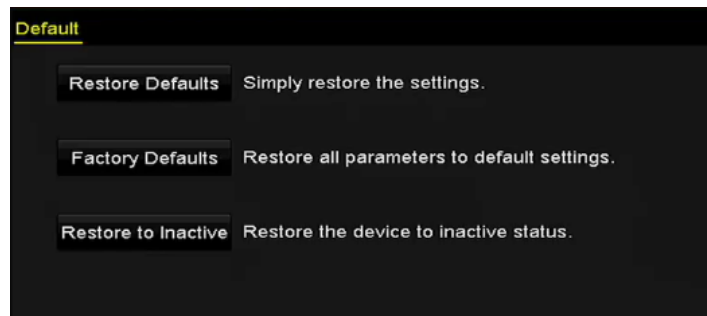 Default
Restore Defaults Simply restore the settings.
Factory Defaults Restore all parameters to default settings.
Restore to Inactive Restore the device to inactive status.